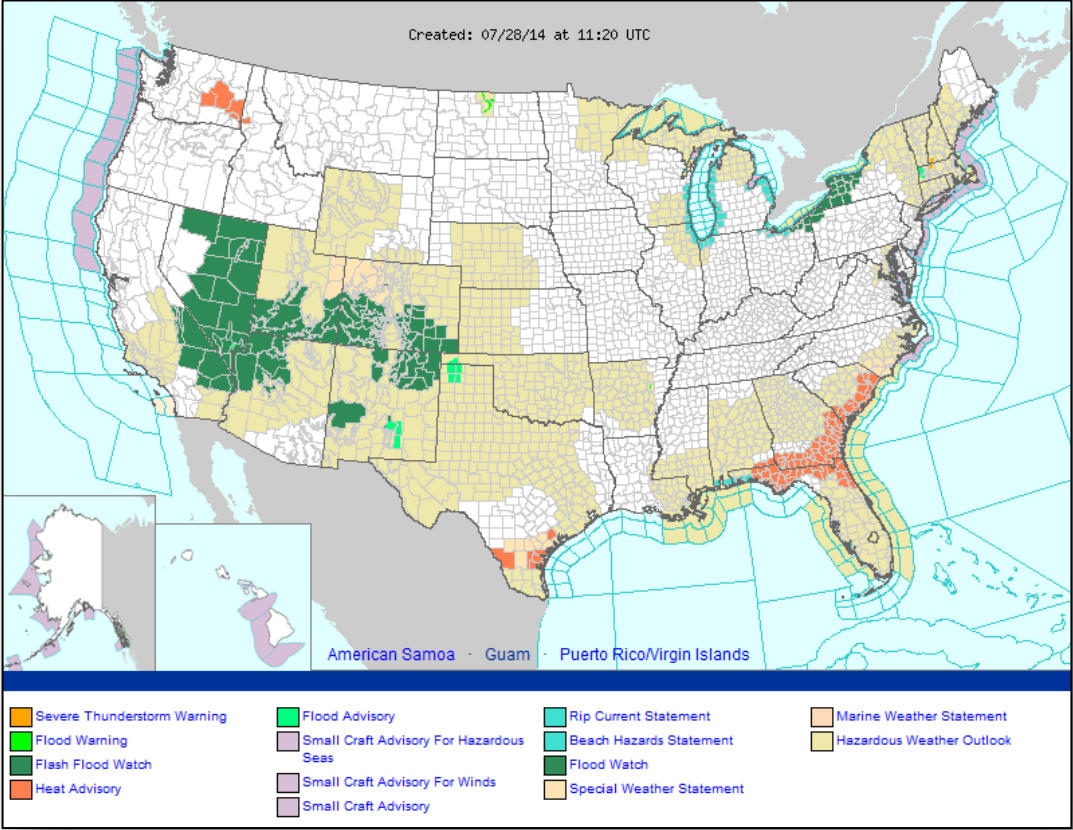 Created: 07/28/14 at 11:20 UTC
American Samoa - Guam - Puerto Rico/Virgin Islands
Severe Thunderstorm Warning
Flood Warning
Flash Flood Watch
Heat Advisory
Flood Advisory
Small Craft Advisory For Hazardous
Seas
Small Craft Advisory For Winds
Small Craft Advisory
Rip Current Statement
Beach Hazards Statement
Flood Watch
Special Weather Statement
Marine Weather Statement
Hazardous Weather Outlook